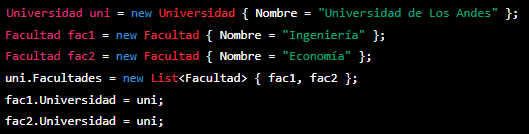 Universidad uni = new Universidad { Nombre = "Universidad de Los Andes" };
Facultad fac1 = new Facultad { Nombre = "Ingeniería" };
Facultad fac2 = new Facultad { Nombre = "Economía" };
uni.Facultades = new List<Facultad> { fac1, fac2 };
fac1.Universidad = uni;
fac2.Universidad = uni;